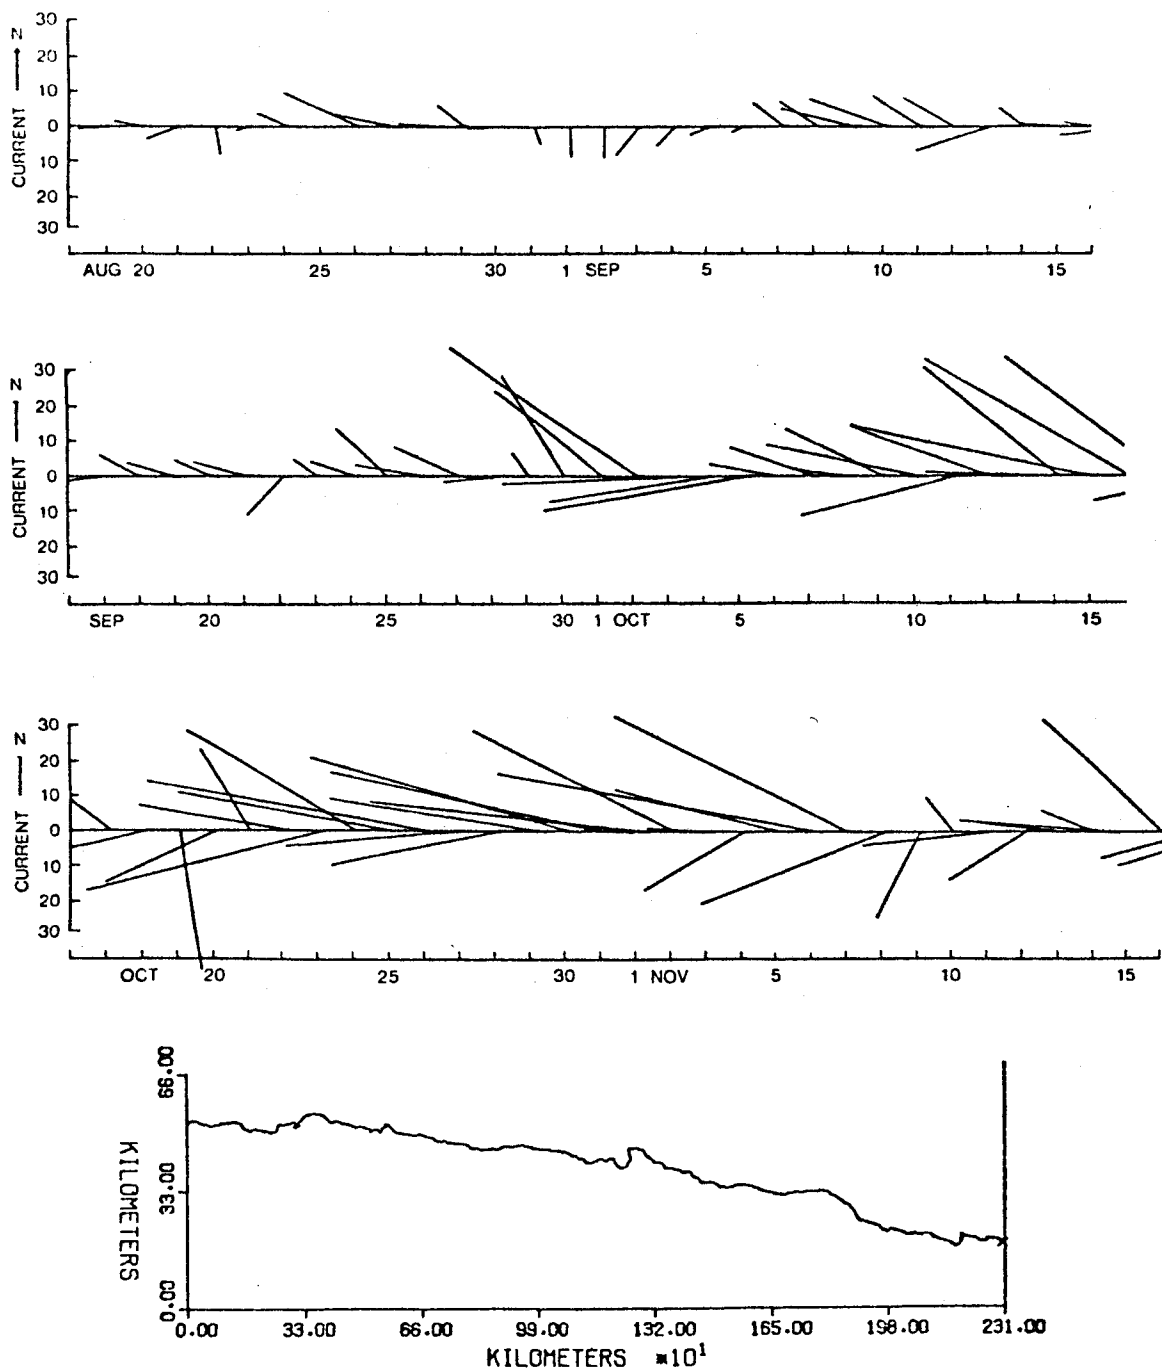 CURRENT N
30
20
10
0
10
20
30
AUG 20 25 30 1 SEP 5 10 15
CURRENT N
30
20
10
0
10
20
30
SEP 20 25 30 1 OCT 5 10 15
CURRENT N
30
20
10
0
10
20
30
OCT 20 25 30 1 NOV 5 10 15
KILOMETERS
66.00
33.00
0.00
0.00 33.00 66.00 99.00 132.00 165.00 198.00 231.00
KILOMETERS *10¹